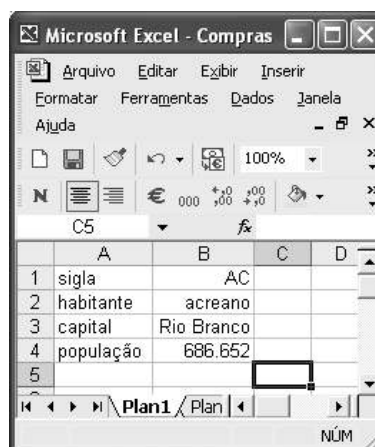 Microsoft Excel - Compras
Arquivo Editar Exibir Inserir
Formatar Ferramentas Dados Janela
Ajuda
100%
N € 000
C5 fx
A B C D
1 sigla AC
2 habitante acreano
3 capital Rio Branco
4 população 686.652
5
Plan1 Plan
NÚM